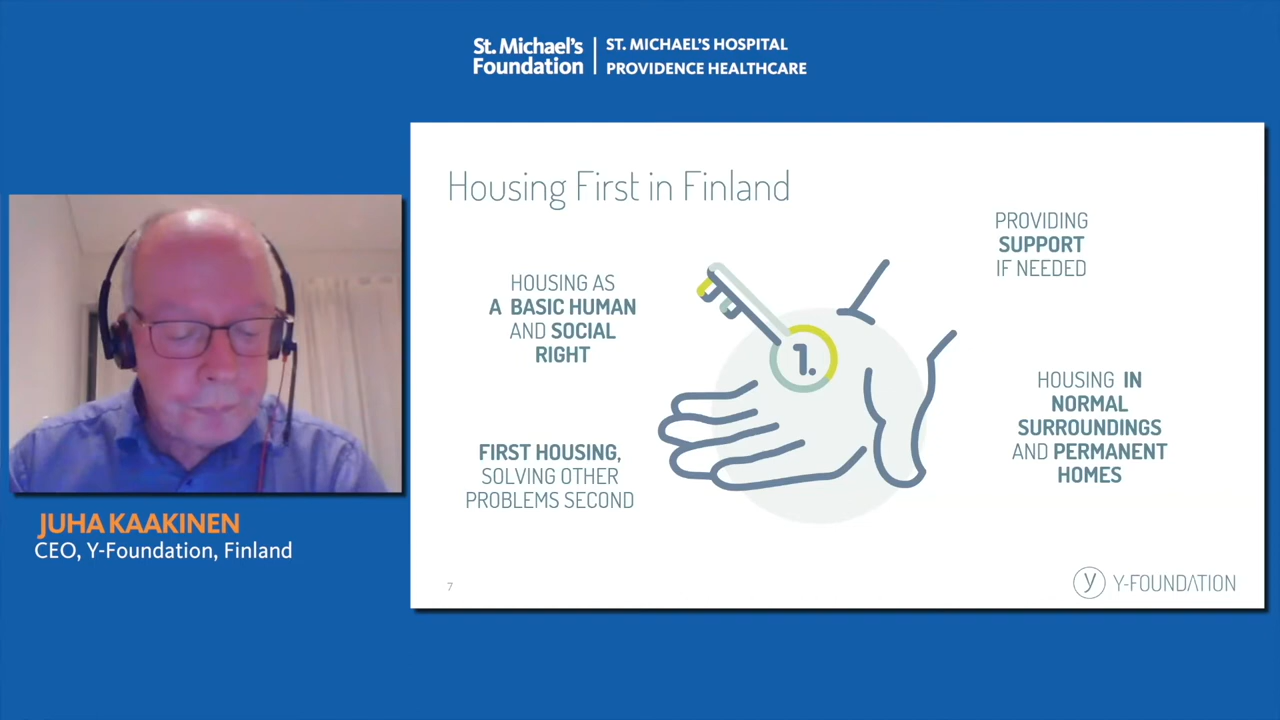 St. Michael's
Foundation
ST. MICHAEL'S HOSPITAL
PROVIDENCE HEALTHCARE
Housing First in Finland
HOUSING AS
A BASIC HUMAN
AND SOCIAL
RIGHT
FIRST HOUSING,
SOLVING OTHER
PROBLEMS SECOND
1.
PROVIDING
SUPPORT
IF NEEDED
HOUSING IN
NORMAL
SURROUNDINGS
AND PERMANENT
HOMES
7
y Y-FOUNDATION
JUHA KAAKINEN
CEO, Y-Foundation, Finland